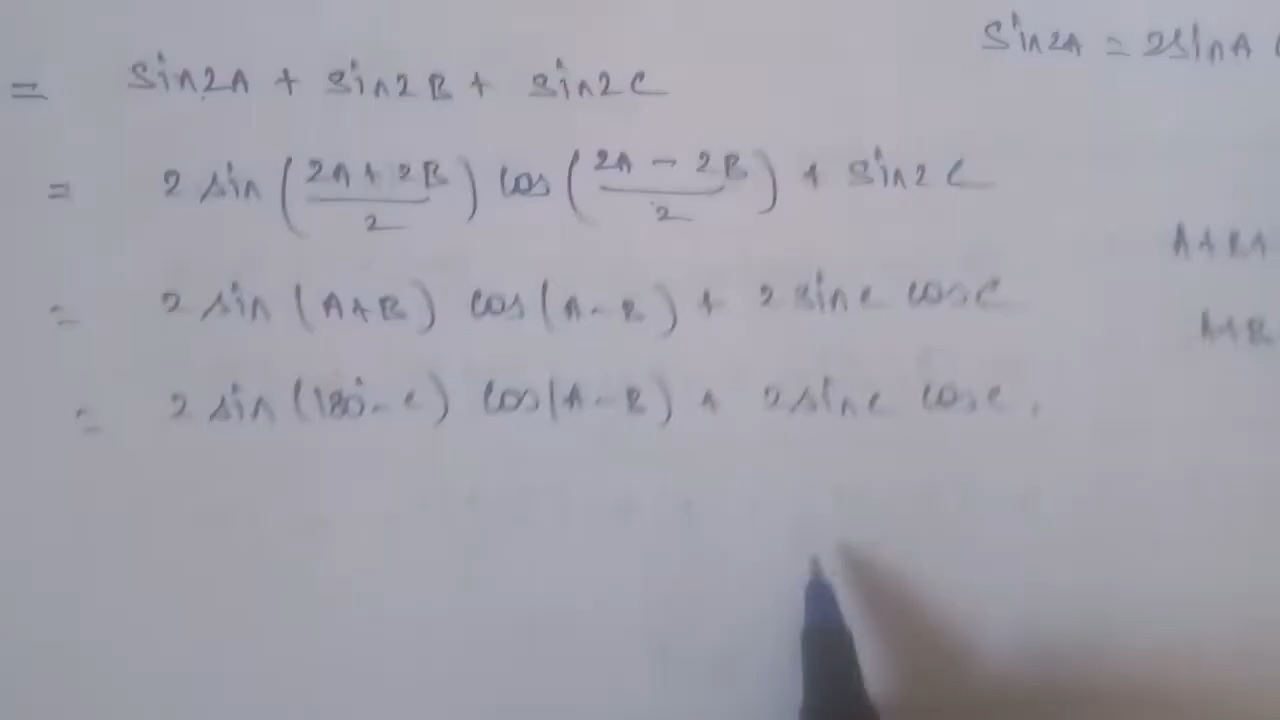 sin2A = 2sinA
= sin2A + sin2B + sin2C
= 2 sin (2A + 2B / 2) cos (2A - 2B / 2) + sin2C
A+B+
= 2 sin (A+B) cos (A-B) + 2 sinc cosc
A+B
= 2 sin (180°-c) cos(A-B) + 2 sinc cosc.